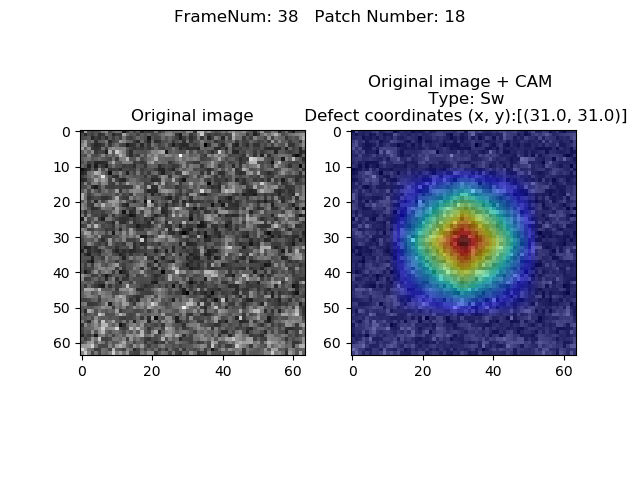 FrameNum: 38   Patch Number: 18
Original image
0
10
20
30
40
50
60
0 20 40 60
Original image + CAM
Type: Sw
Defect coordinates (x, y):[(31.0, 31.0)]
0
10
20
30
40
50
60
0 20 40 60